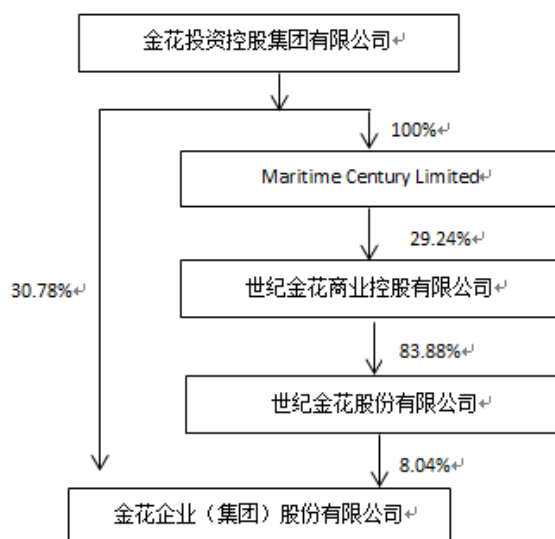 金花投资控股集团有限公司↵
100%↵
Maritime Century Limited↵
29.24%↵
世纪金花商业控股有限公司↵
30.78%↵
83.88%↵
世纪金花股份有限公司↵
8.04%↵
金花企业（集团）股份有限公司↵